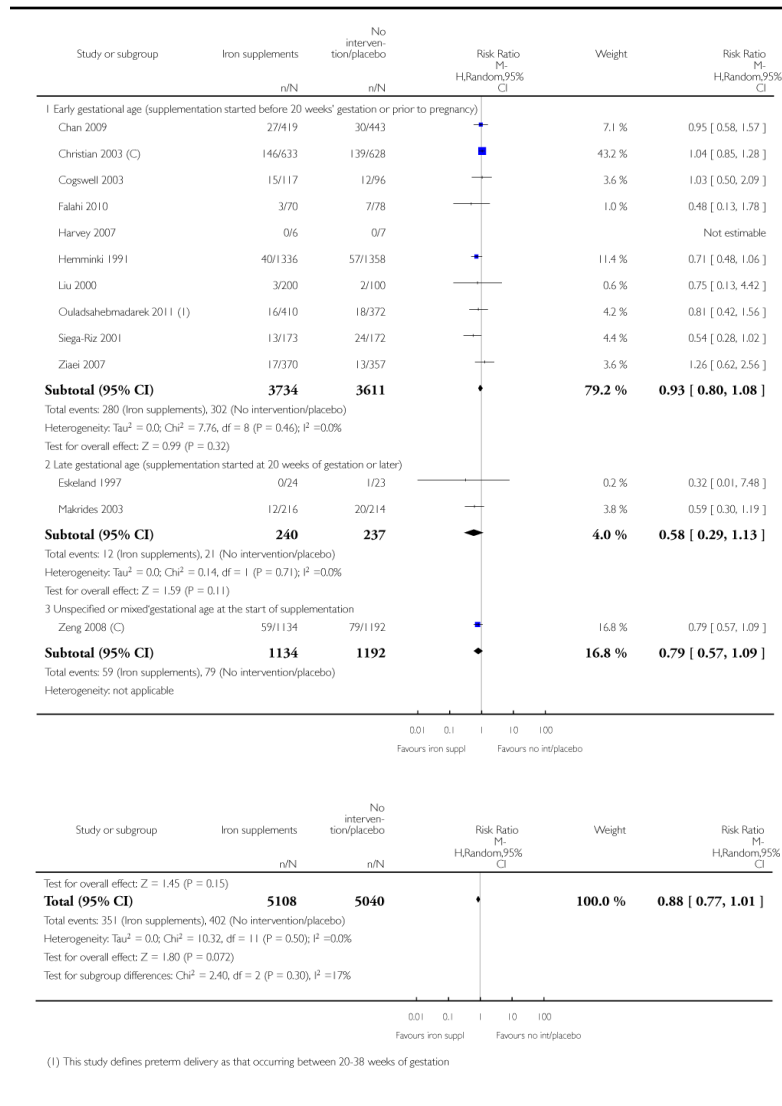 No
interven-
Study or subgroup Iron supplements tion/placebo Risk Ratio Weight Risk Ratio
M- M-
H,Random,95% H,Random,95%
n/N n/N CI CI
1 Early gestational age (supplementation started before 20 weeks' gestation or prior to pregnancy)
Chan 2009 27/419 30/443 7.1 % 0.95 [ 0.58, 1.57 ]
Christian 2003 (C) 146/633 139/628 43.2 % 1.04 [ 0.85, 1.28 ]
Cogswell 2003 15/117 12/96 3.6 % 1.03 [ 0.50, 2.09 ]
Falahi 2010 3/70 7/78 1.0 % 0.48 [ 0.13, 1.78 ]
Harvey 2007 0/6 0/7 Not estimable
Hemminki 1991 40/1336 57/1358 11.4 % 0.71 [ 0.48, 1.06 ]
Liu 2000 3/200 2/100 0.6 % 0.75 [ 0.13, 4.42 ]
Ouladsahebmadarek 2011 (1) 16/410 18/372 4.2 % 0.81 [ 0.42, 1.56 ]
Siega-Riz 2001 13/173 24/172 4.4 % 0.54 [ 0.28, 1.02 ]
Ziaei 2007 17/370 13/357 3.6 % 1.26 [ 0.62, 2.56 ]
Subtotal (95% CI) 3734 3611 79.2 % 0.93 [ 0.80, 1.08 ]
Total events: 280 (Iron supplements), 302 (No intervention/placebo)
Heterogeneity: Tau² = 0.0; Chi² = 7.76, df = 8 (P = 0.46); I² =0.0%
Test for overall effect: Z = 0.99 (P = 0.32)
2 Late gestational age (supplementation started at 20 weeks of gestation or later)
Eskeland 1997 0/24 1/23 0.2 % 0.32 [ 0.01, 7.48 ]
Makrides 2003 12/216 20/214 3.8 % 0.59 [ 0.30, 1.19 ]
Subtotal (95% CI) 240 237 4.0 % 0.58 [ 0.29, 1.13 ]
Total events: 12 (Iron supplements), 21 (No intervention/placebo)
Heterogeneity: Tau² = 0.0; Chi² = 0.14, df = 1 (P = 0.71); I² =0.0%
Test for overall effect: Z = 1.59 (P = 0.11)
3 Unspecified or mixed'gestational age at the start of supplementation
Zeng 2008 (C) 59/1134 79/1192 16.8 % 0.79 [ 0.57, 1.09 ]
Subtotal (95% CI) 1134 1192 16.8 % 0.79 [ 0.57, 1.09 ]
Total events: 59 (Iron supplements), 79 (No intervention/placebo)
Heterogeneity: not applicable
0.01 0.1 1 10 100
Favours iron suppl Favours no int/placebo
No
interven-
Study or subgroup Iron supplements tion/placebo Risk Ratio Weight Risk Ratio
M- M-
H,Random,95% H,Random,95%
n/N n/N CI CI
Test for overall effect: Z = 1.45 (P = 0.15)
Total (95% CI) 5108 5040 100.0 % 0.88 [ 0.77, 1.01 ]
Total events: 351 (Iron supplements), 402 (No intervention/placebo)
Heterogeneity: Tau² = 0.0; Chi² = 10.32, df = 11 (P = 0.50); I² =0.0%
Test for overall effect: Z = 1.80 (P = 0.072)
Test for subgroup differences: Chi² = 2.40, df = 2 (P = 0.30), I² =17%
0.01 0.1 1 10 100
Favours iron suppl Favours no int/placebo
(1) This study defines preterm delivery as that occurring between 20-38 weeks of gestation